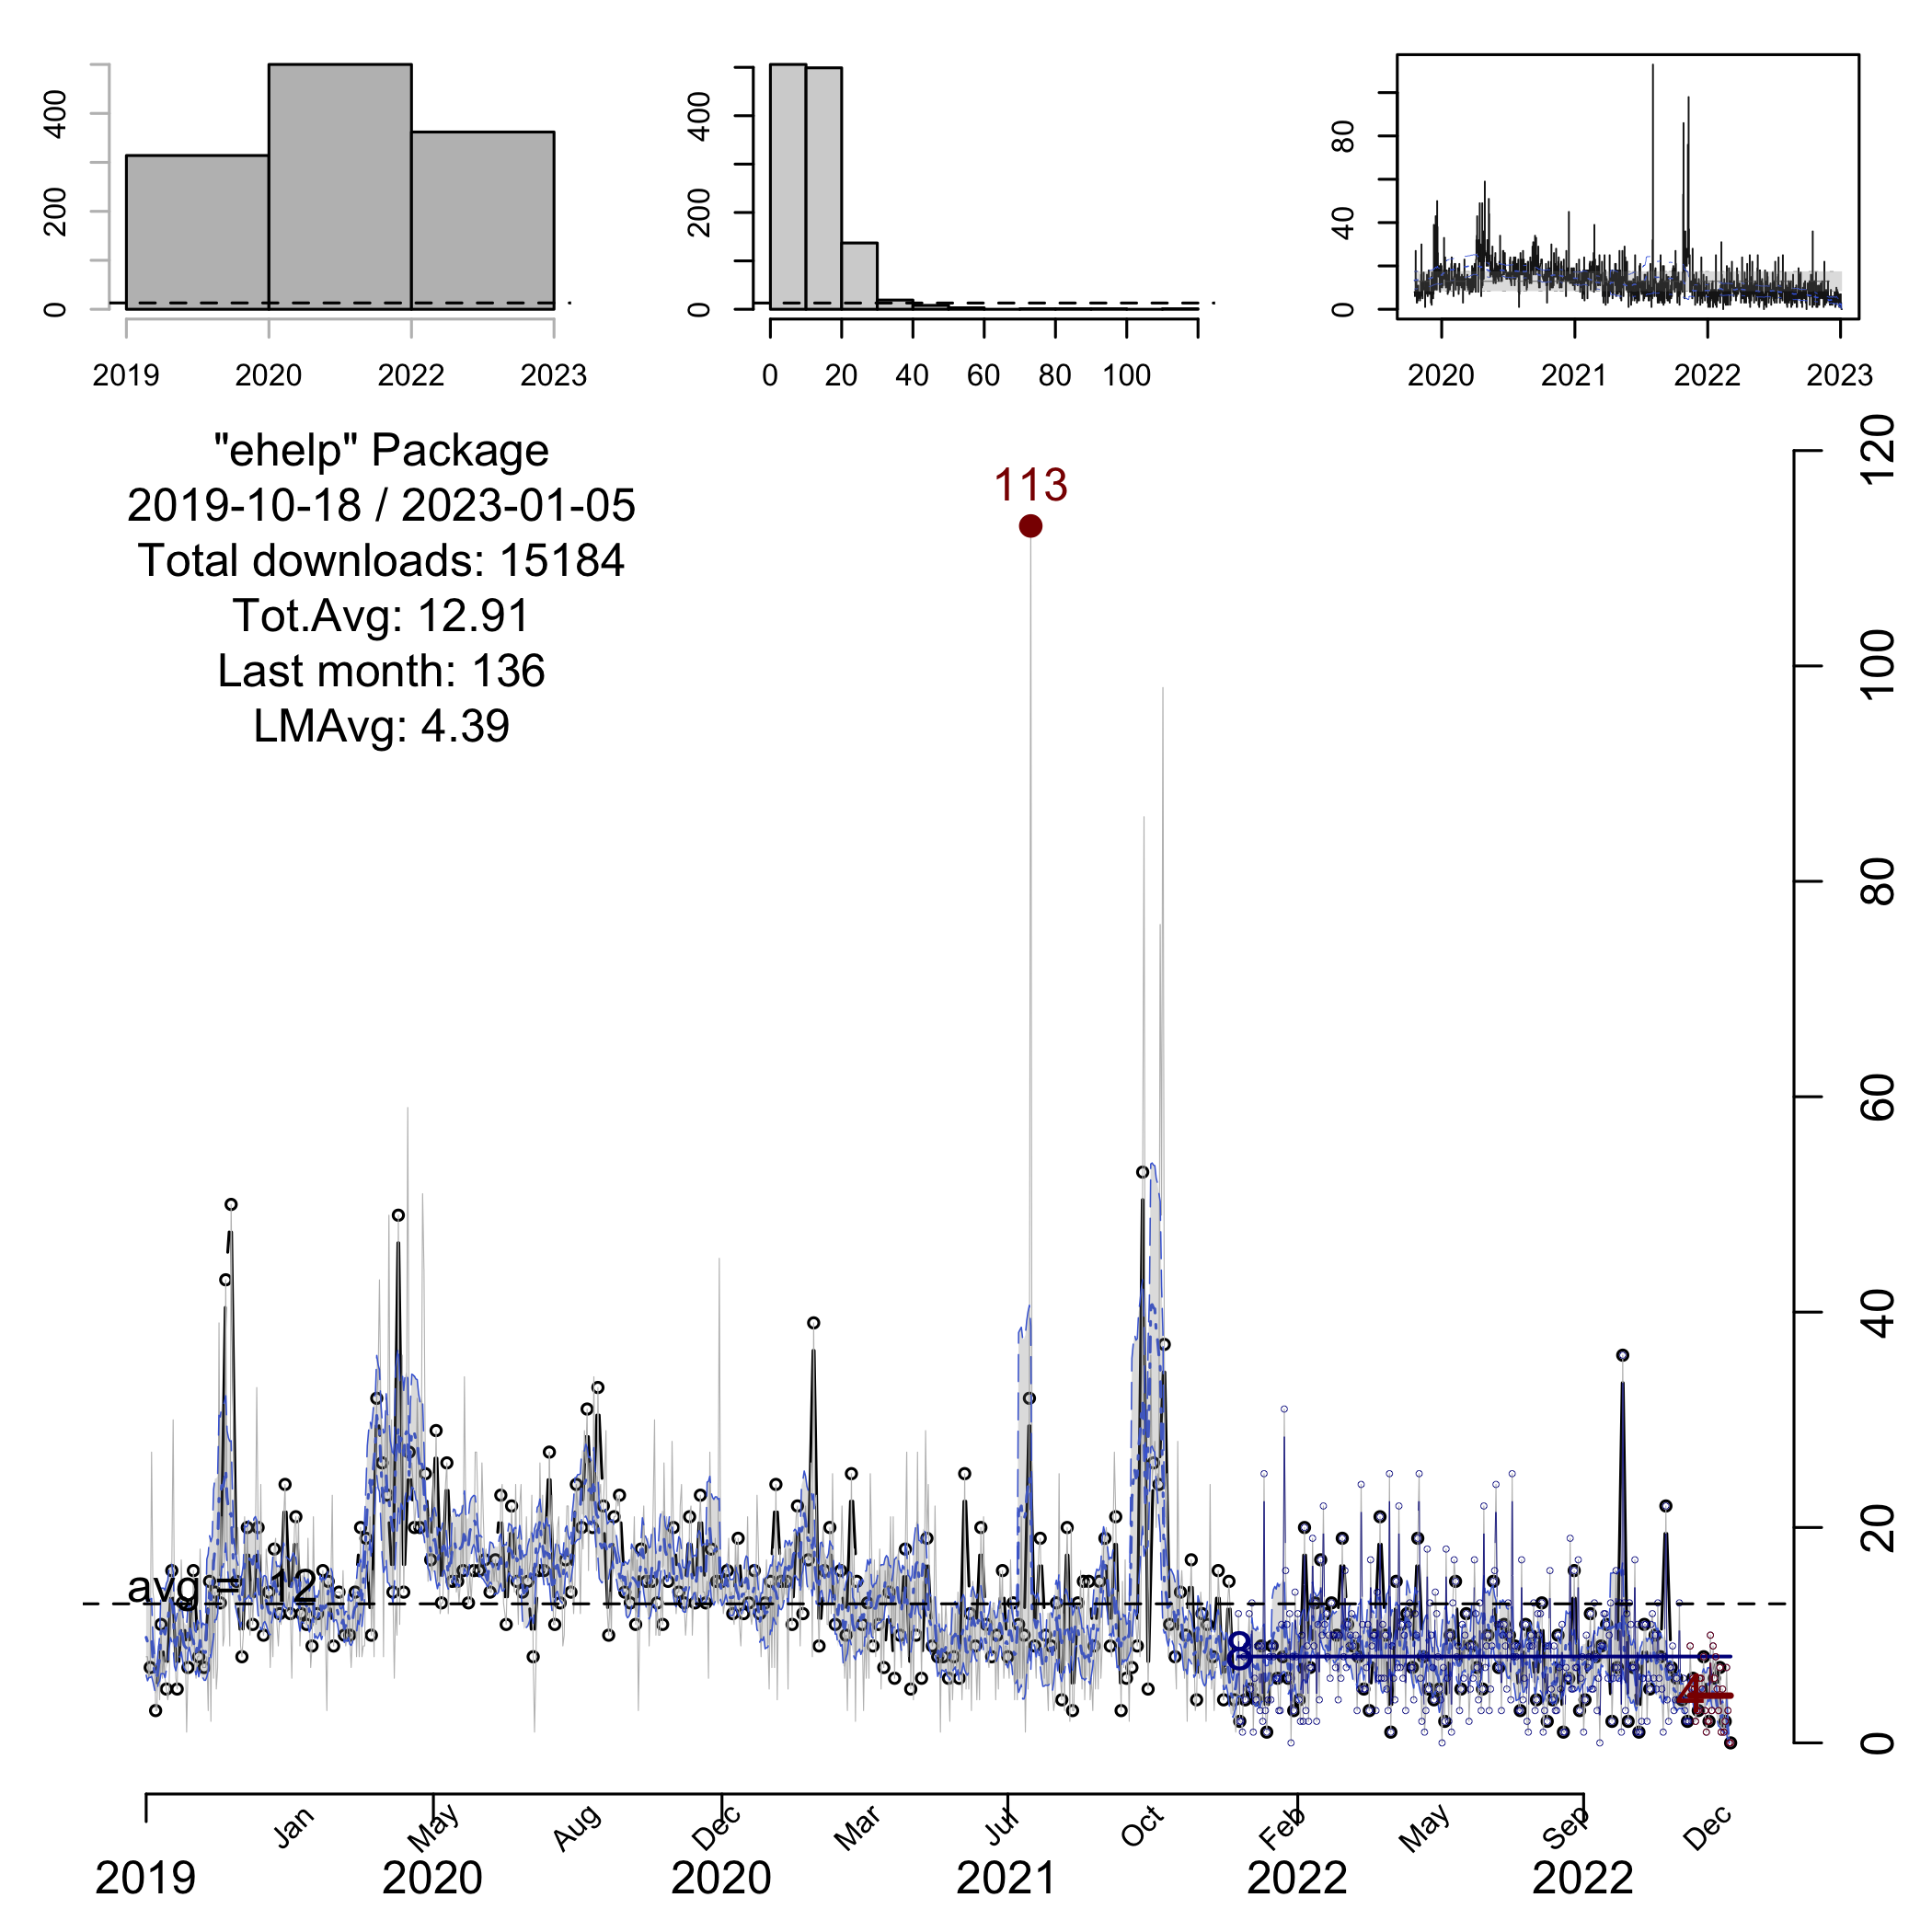 400
200
0
2019 2020 2022 2023
400
200
0
0 20 40 60 80 100
80
40
0
2020 2021 2022 2023
"ehelp" Package
2019-10-18 / 2023-01-05
Total downloads: 15184
Tot.Avg: 12.91
Last month: 136
LMAvg: 4.39
113
120
100
80
60
40
20
0
avg = 12
8
4
Jan May Aug Dec Mar Jul Oct Feb May Sep Dec
2019 2020 2020 2021 2022 2022